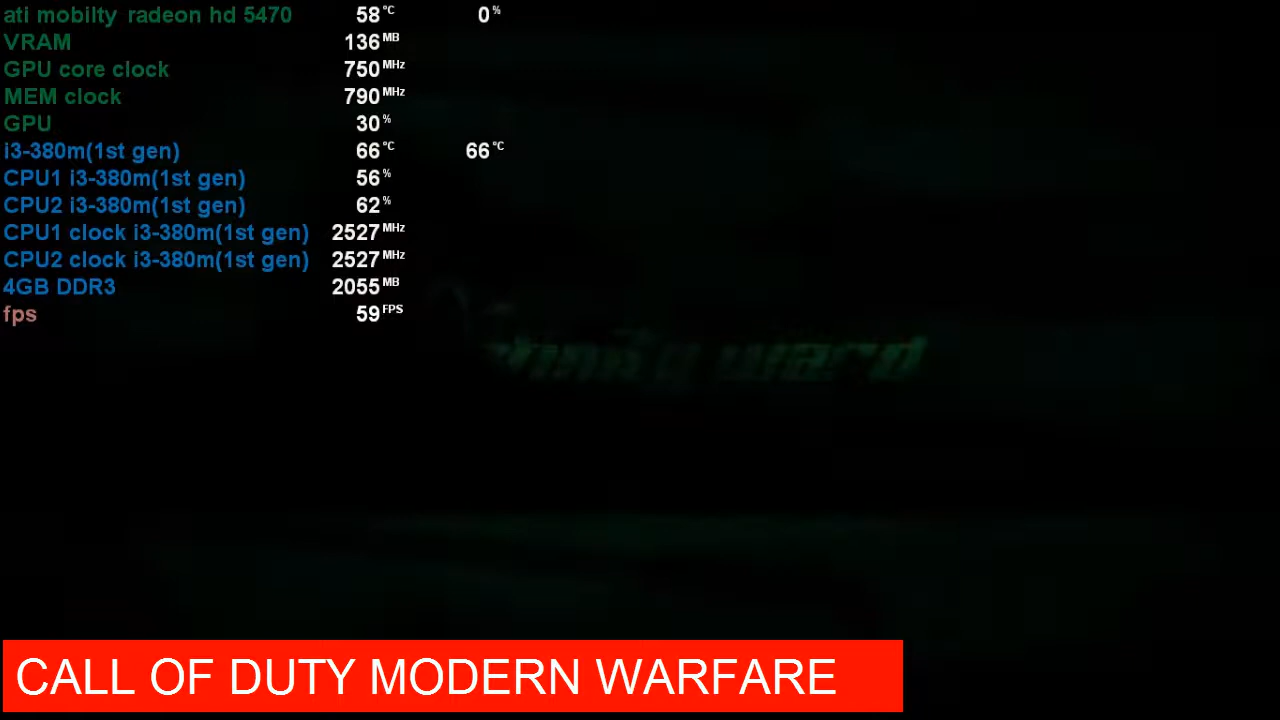 ati mobilty radeon hd 5470 58°C 0%
VRAM 136MB
GPU core clock 750MHz
MEM clock 790MHz
GPU 30%
i3-380m(1st gen) 66°C 66°C
CPU1 i3-380m(1st gen) 56%
CPU2 i3-380m(1st gen) 62%
CPU1 clock i3-380m(1st gen) 2527MHz
CPU2 clock i3-380m(1st gen) 2527MHz
4GB DDR3 2055MB
fps 59FPS
ward
CALL OF DUTY MODERN WARFARE